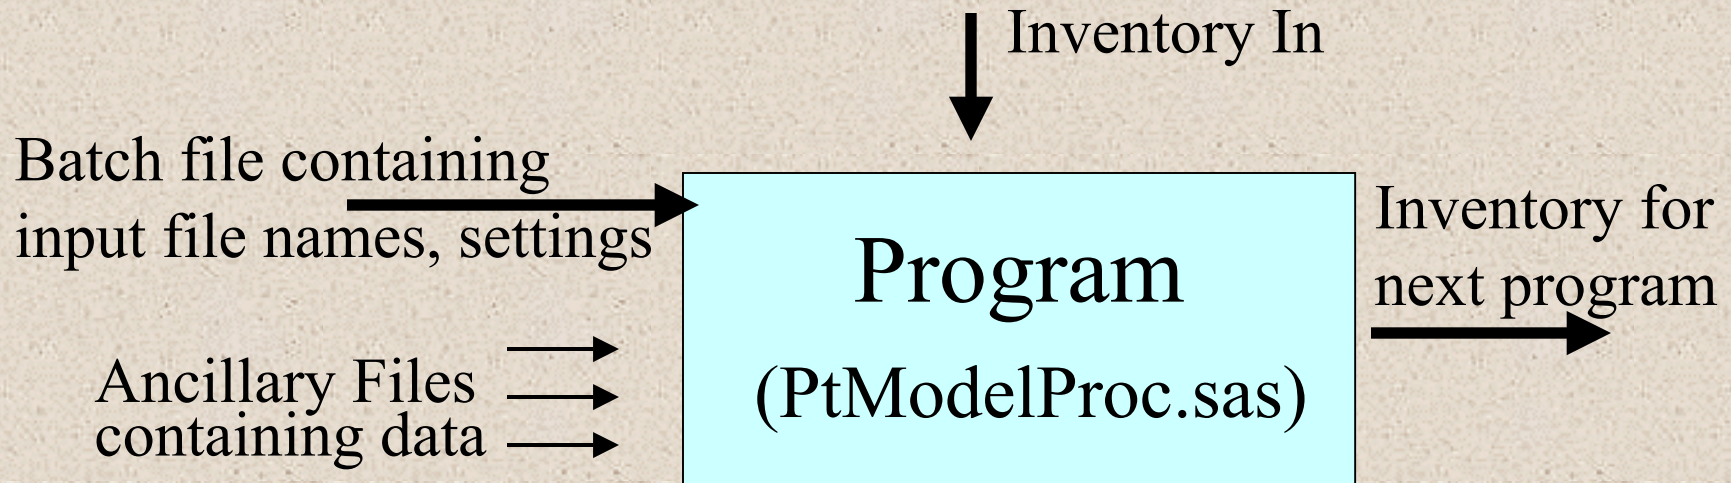 Inventory In
Batch file containing
input file names, settings
Inventory for
next program
Program
(PtModelProc.sas)
Ancillary Files
containing data